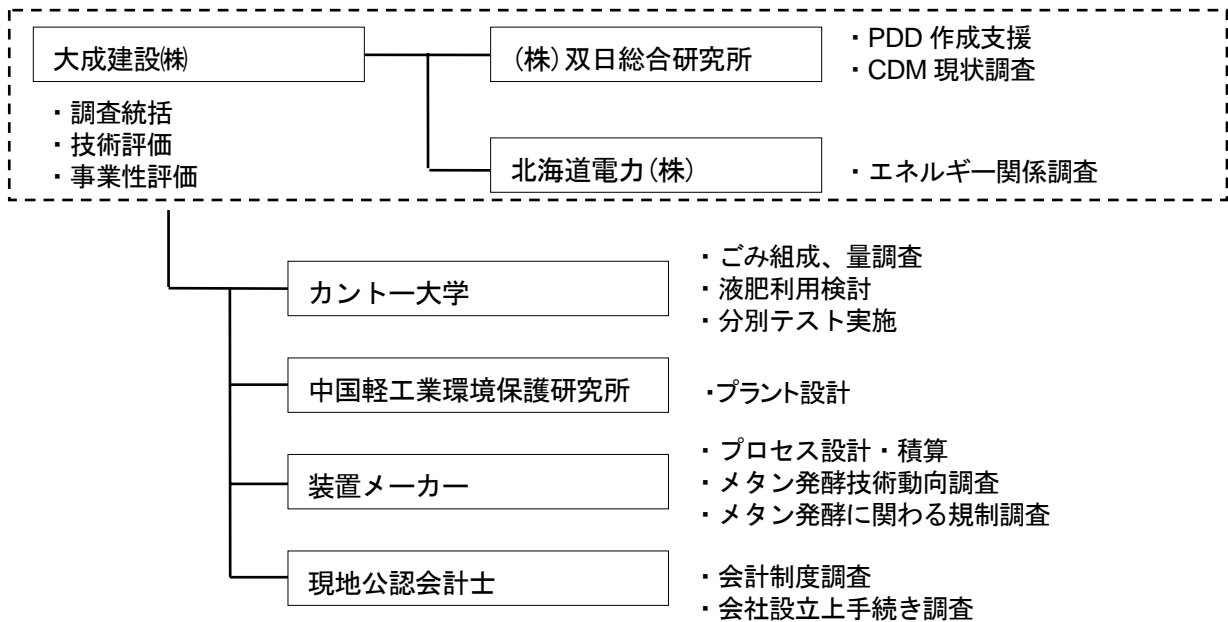 大成建設㈱
・調査統括
・技術評価
・事業性評価
(株)双日総合研究所
・PDD 作成支援
・CDM 現状調査
北海道電力(株)
・エネルギー関係調査
カントー大学
・ごみ組成、量調査
・液肥利用検討
・分別テスト実施
中国軽工業環境保護研究所
・プラント設計
装置メーカー
・プロセス設計・積算
・メタン発酵技術動向調査
・メタン発酵に関わる規制調査
現地公認会計士
・会計制度調査
・会社設立上手続き調査